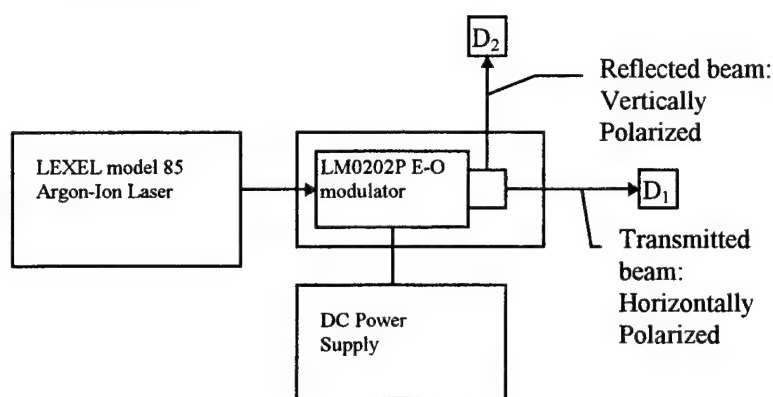 D2
Reflected beam:
Vertically
Polarized
LEXEL model 85
Argon-Ion Laser
LM0202P E-O
modulator
D1
Transmitted
beam:
Horizontally
Polarized
DC Power
Supply